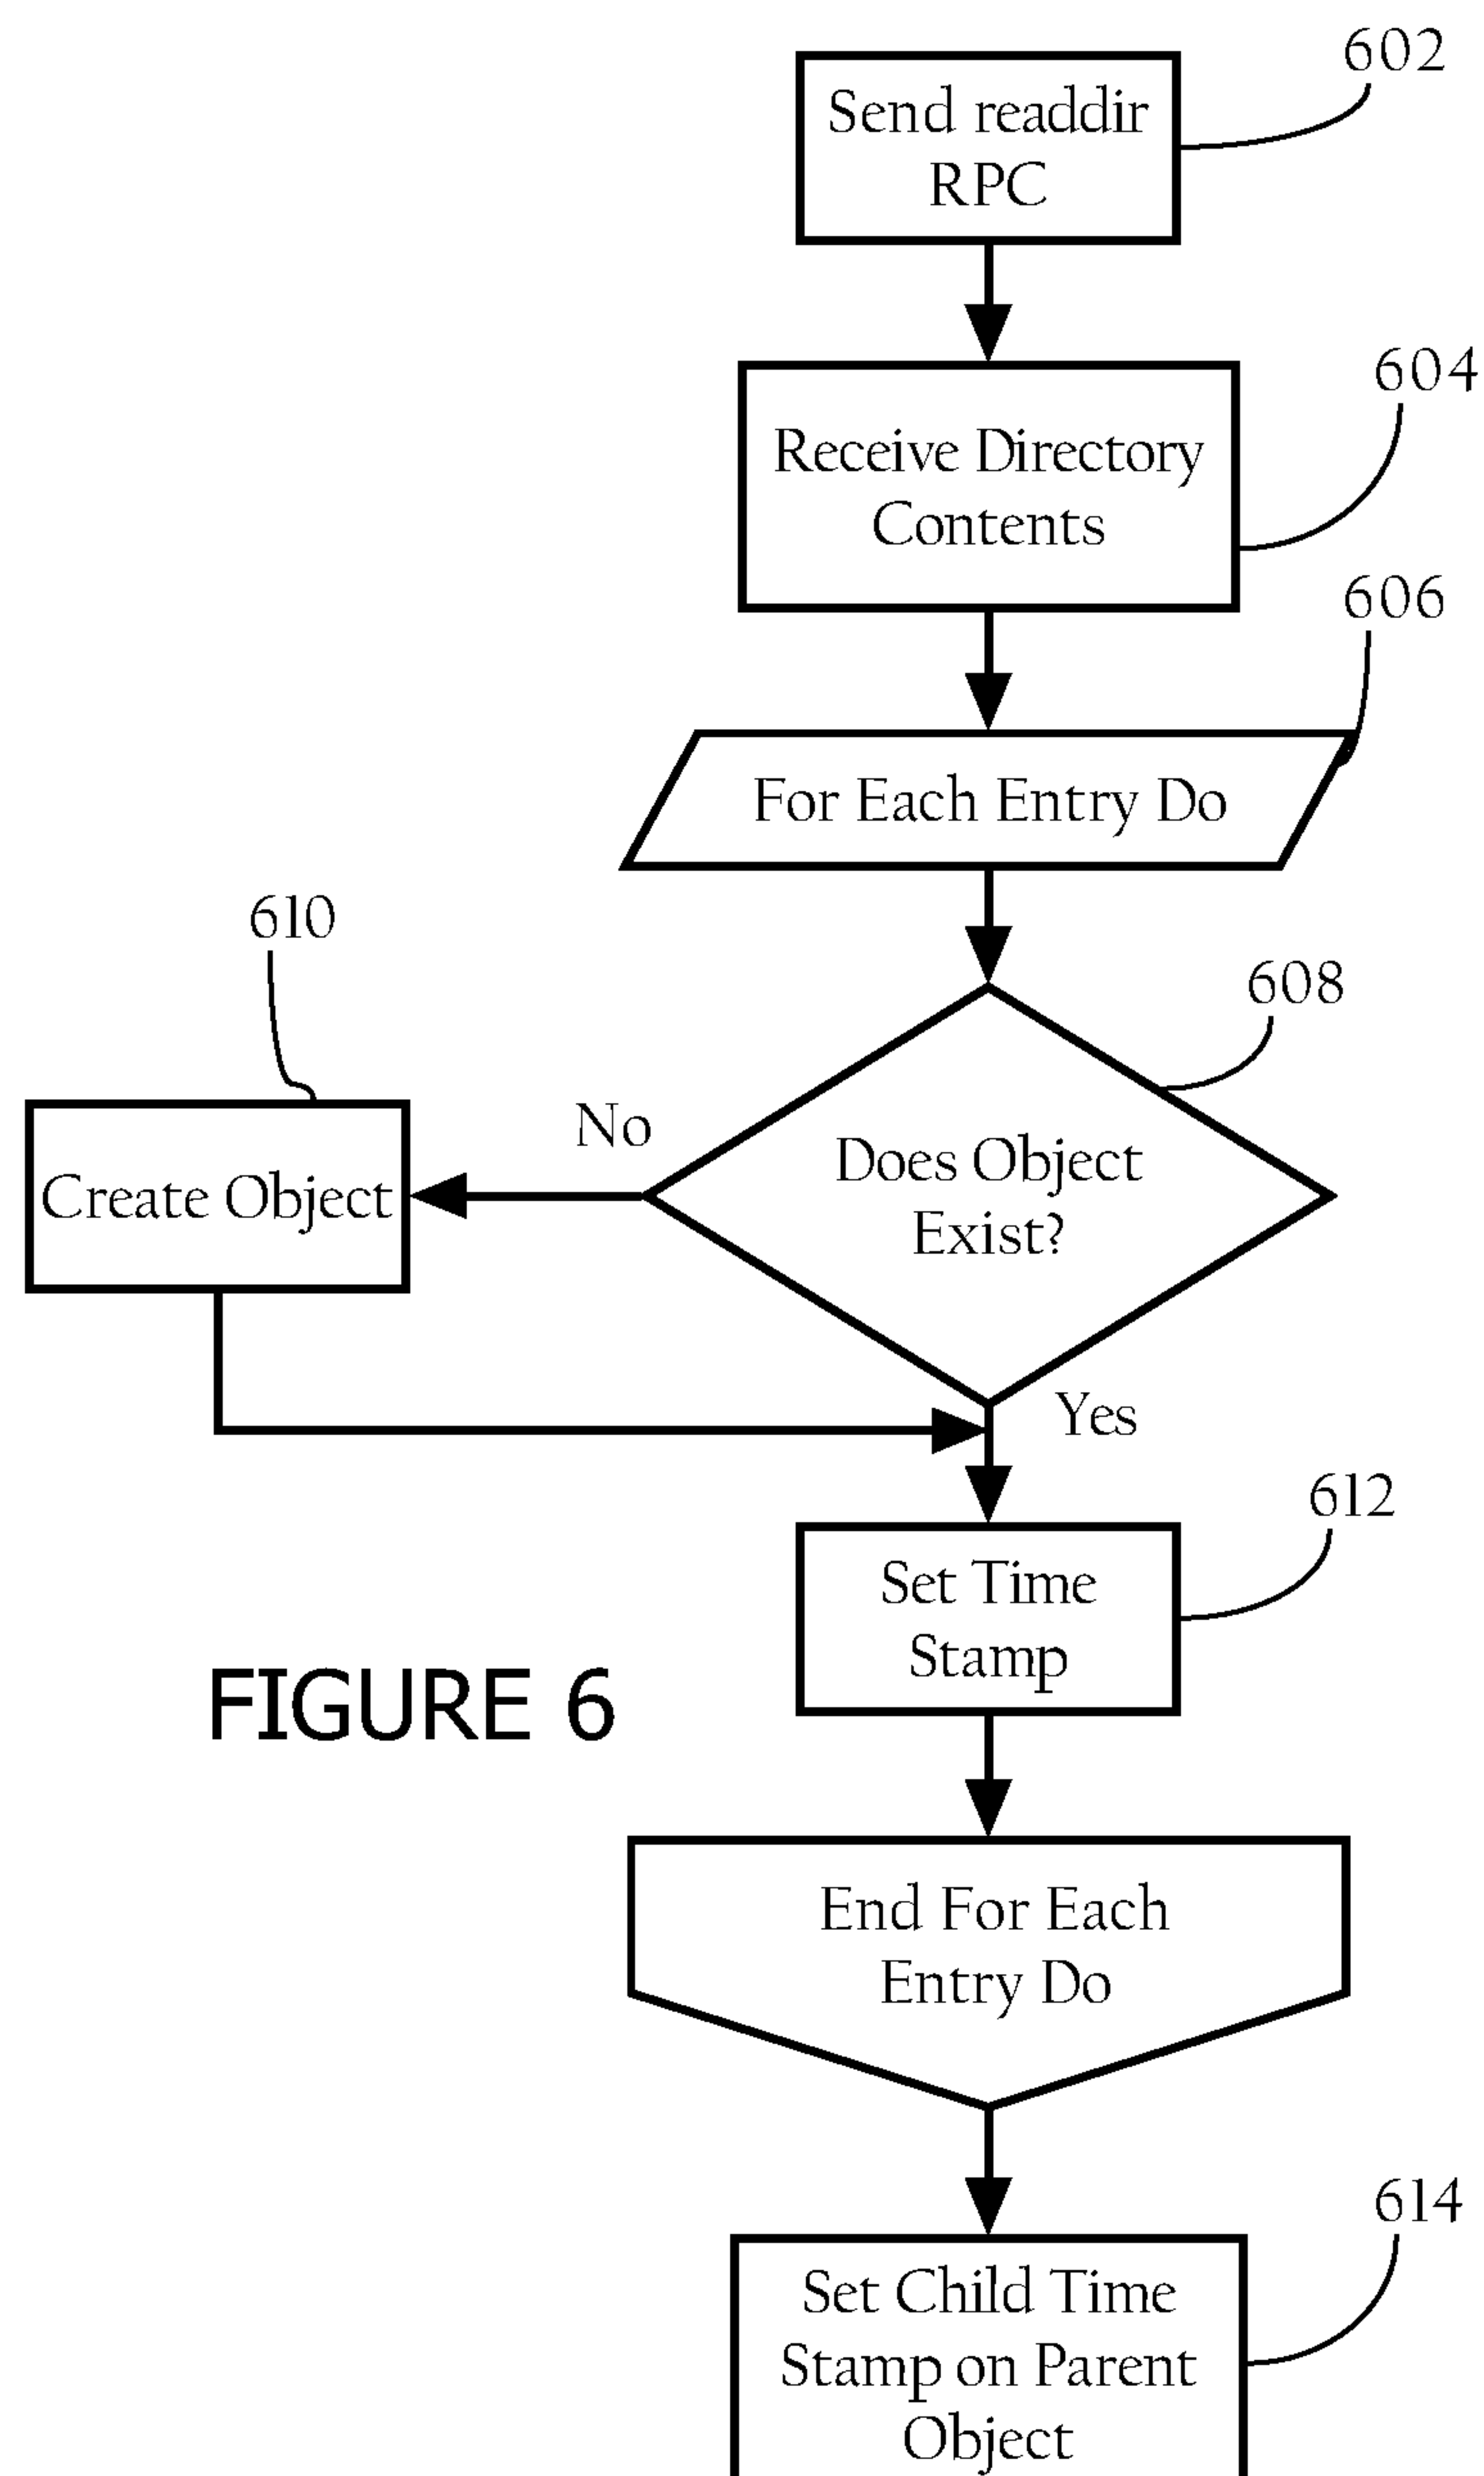 602
Send readdir
RPC
604
Receive Directory
Contents
606
For Each Entry Do
610
608
No
Does Object
Exist?
Create Object
Yes
612
Set Time
Stamp
FIGURE 6
End For Each
Entry Do
614
Set Child Time
Stamp on Parent
Object